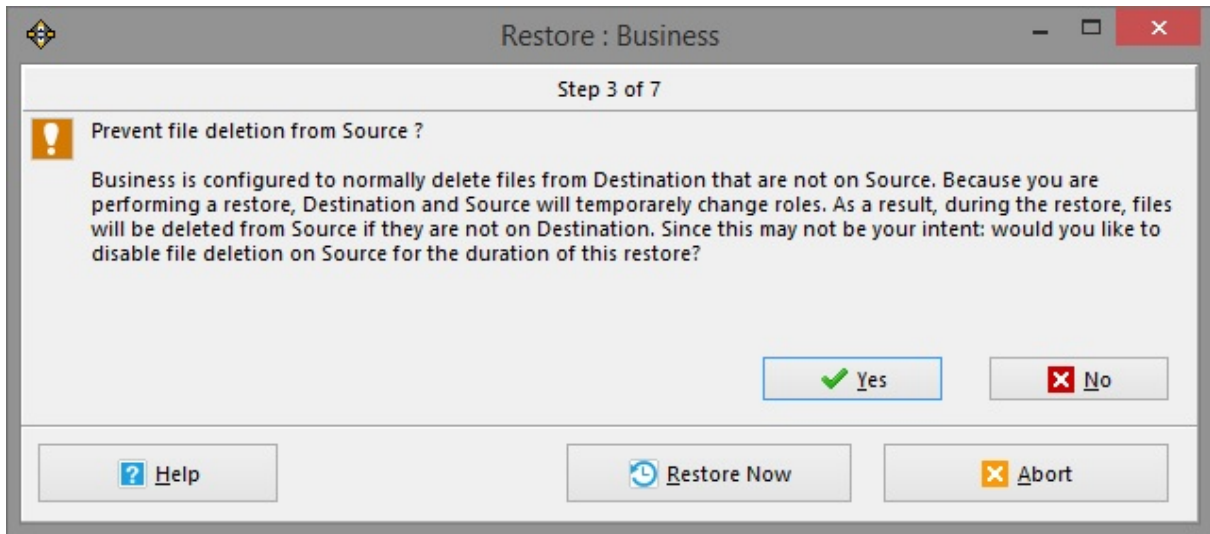 Restore : Business
Step 3 of 7
Prevent file deletion from Source ?
Business is configured to normally delete files from Destination that are not on Source. Because you are
performing a restore, Destination and Source will temporarely change roles. As a result, during the restore, files
will be deleted from Source if they are not on Destination. Since this may not be your intent: would you like to
disable file deletion on Source for the duration of this restore?
Yes
No
Help
Restore Now
Abort